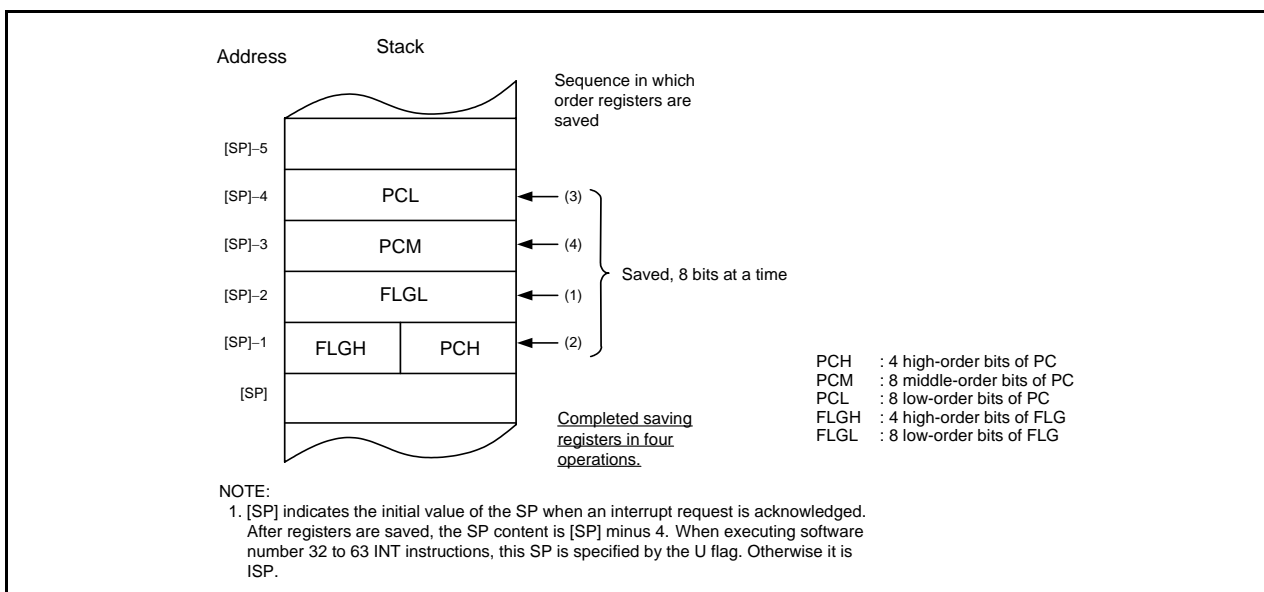 Address
Stack
Sequence in which
order registers are
saved
[SP]−5
[SP]−4
PCL
(3)
[SP]−3
PCM
(4)
Saved, 8 bits at a time
[SP]−2
FLGL
(1)
[SP]−1
FLGH
PCH
(2)
[SP]
PCH : 4 high-order bits of PC
PCM : 8 middle-order bits of PC
PCL : 8 low-order bits of PC
FLGH : 4 high-order bits of FLG
FLGL : 8 low-order bits of FLG
Completed saving
registers in four
operations.
NOTE:
1. [SP] indicates the initial value of the SP when an interrupt request is acknowledged.
After registers are saved, the SP content is [SP] minus 4. When executing software
number 32 to 63 INT instructions, this SP is specified by the U flag. Otherwise it is
ISP.